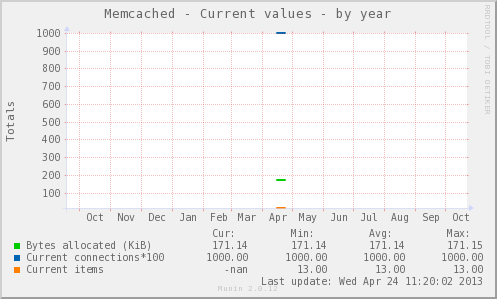 Memcached - Current values - by year
RRDTOOL / TOBI OETIKER
Totals
1000
900
800
700
600
500
400
300
200
100
Oct Nov Dec Jan Feb Mar Apr May Jun Jul Aug Sep Oct
Cur: Min: Avg: Max:
Bytes allocated (KiB) 171.14 171.14 171.14 171.15
Current connections*100 1000.00 1000.00 1000.00 1000.00
Current items -nan 13.00 13.00 13.00
Last update: Wed Apr 24 11:20:02 2013
Munin 2.0.12